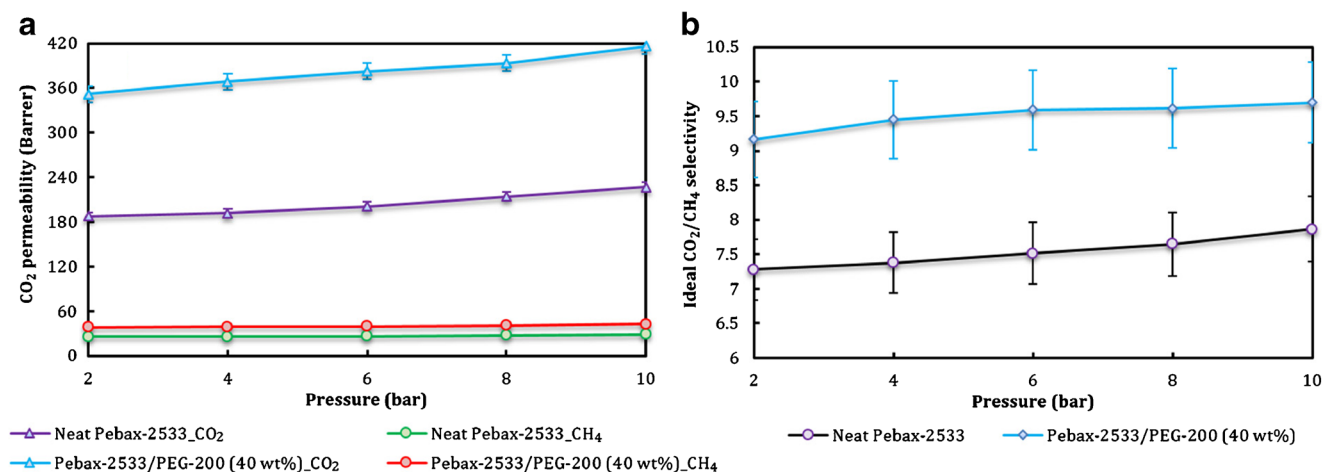 a
CO₂ permeability (Barrer)
420
360
300
240
180
120
60
0
2 4 6 8 10
Pressure (bar)
Neat Pebax-2533_CO₂
Neat Pebax-2533_CH₄
Pebax-2533/PEG-200 (40 wt%)_CO₂
Pebax-2533/PEG-200 (40 wt%)_CH₄
b
Ideal CO₂/CH₄ selectivity
10.5
10
9.5
9
8.5
8
7.5
7
6.5
6
2 4 6 8 10
Pressure (bar)
Neat Pebax-2533
Pebax-2533/PEG-200 (40 wt%)